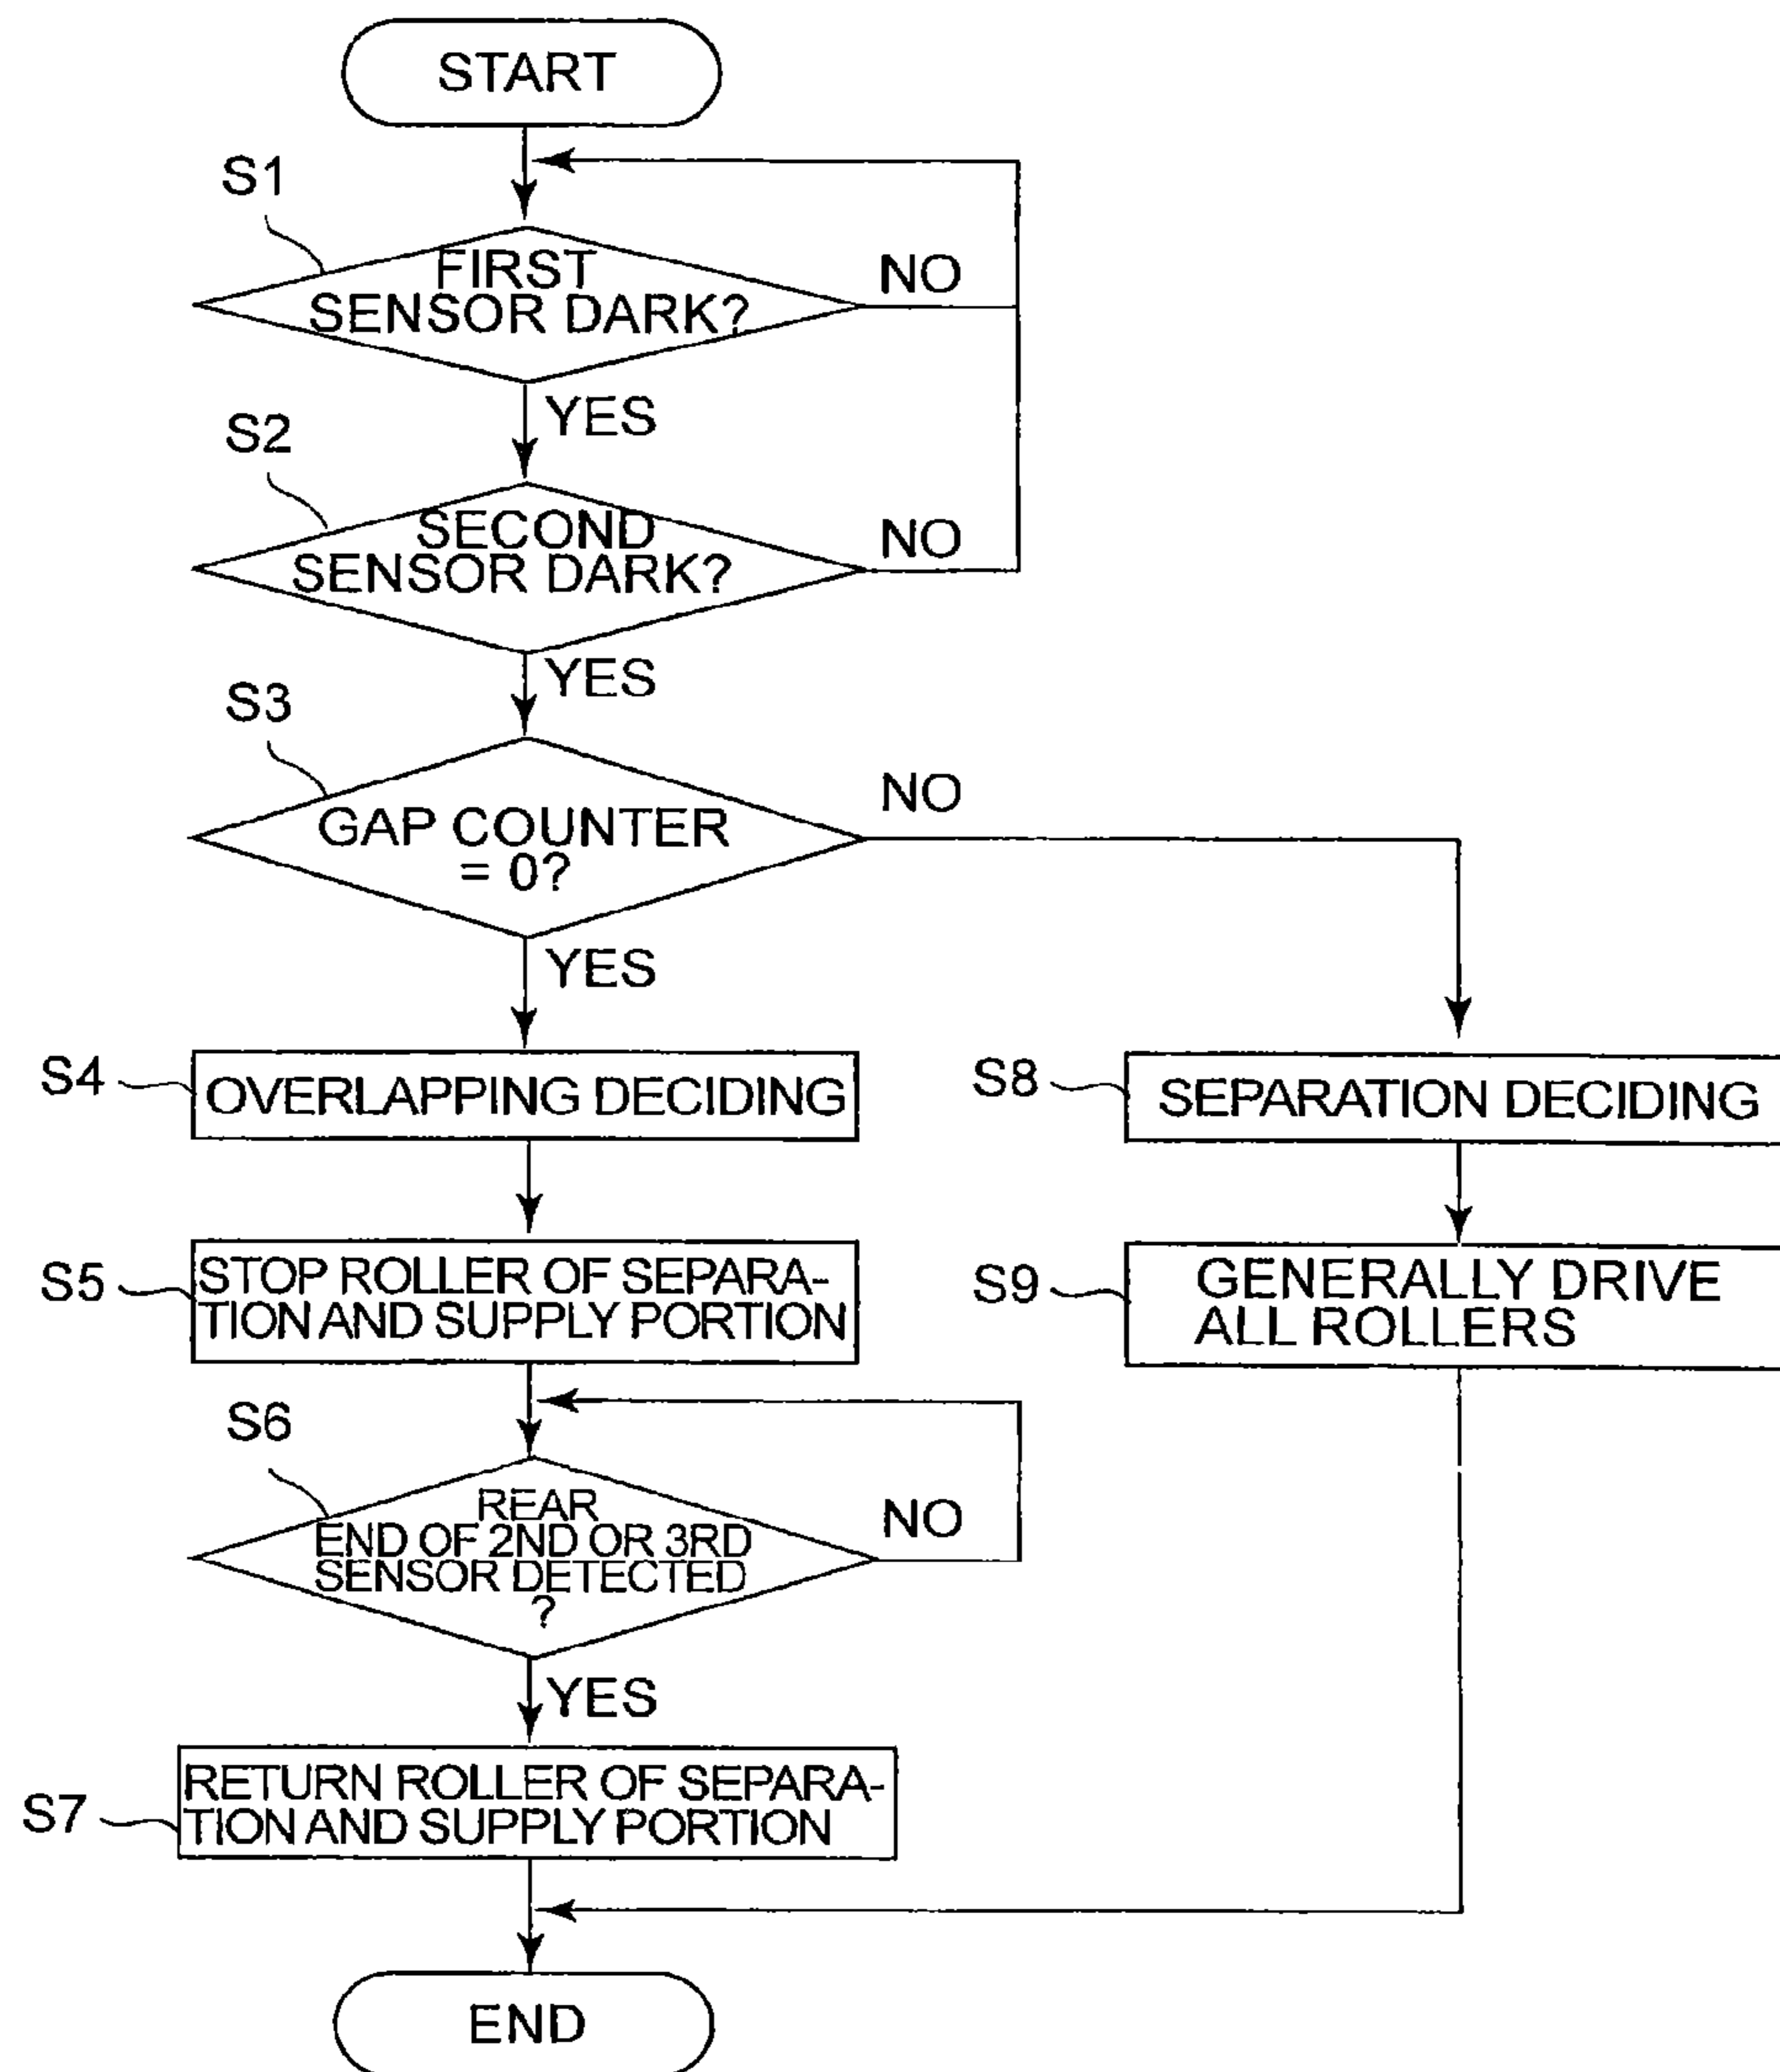 START
S1
FIRST
SENSOR DARK?
NO
YES
S2
SECOND
SENSOR DARK?
NO
YES
S3
GAP COUNTER
= 0?
NO
YES
S4
OVERLAPPING DECIDING
S8
SEPARATION DECIDING
S5
STOP ROLLER OF SEPARA-
TION AND SUPPLY PORTION
S9
GENERALLY DRIVE
ALL ROLLERS
S6
REAR
END OF 2ND OR 3RD
SENSOR DETECTED
?
NO
YES
S7
RETURN ROLLER OF SEPARA-
TION AND SUPPLY PORTION
END